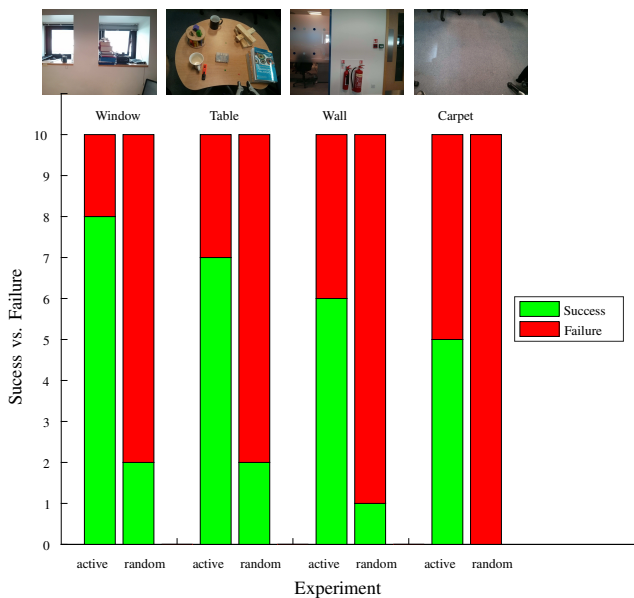 Window Table Wall Carpet
10
9
8
7
6
5
4
3
2
1
0
Sucess vs. Failure
Success
Failure
active random active random active random active random
Experiment